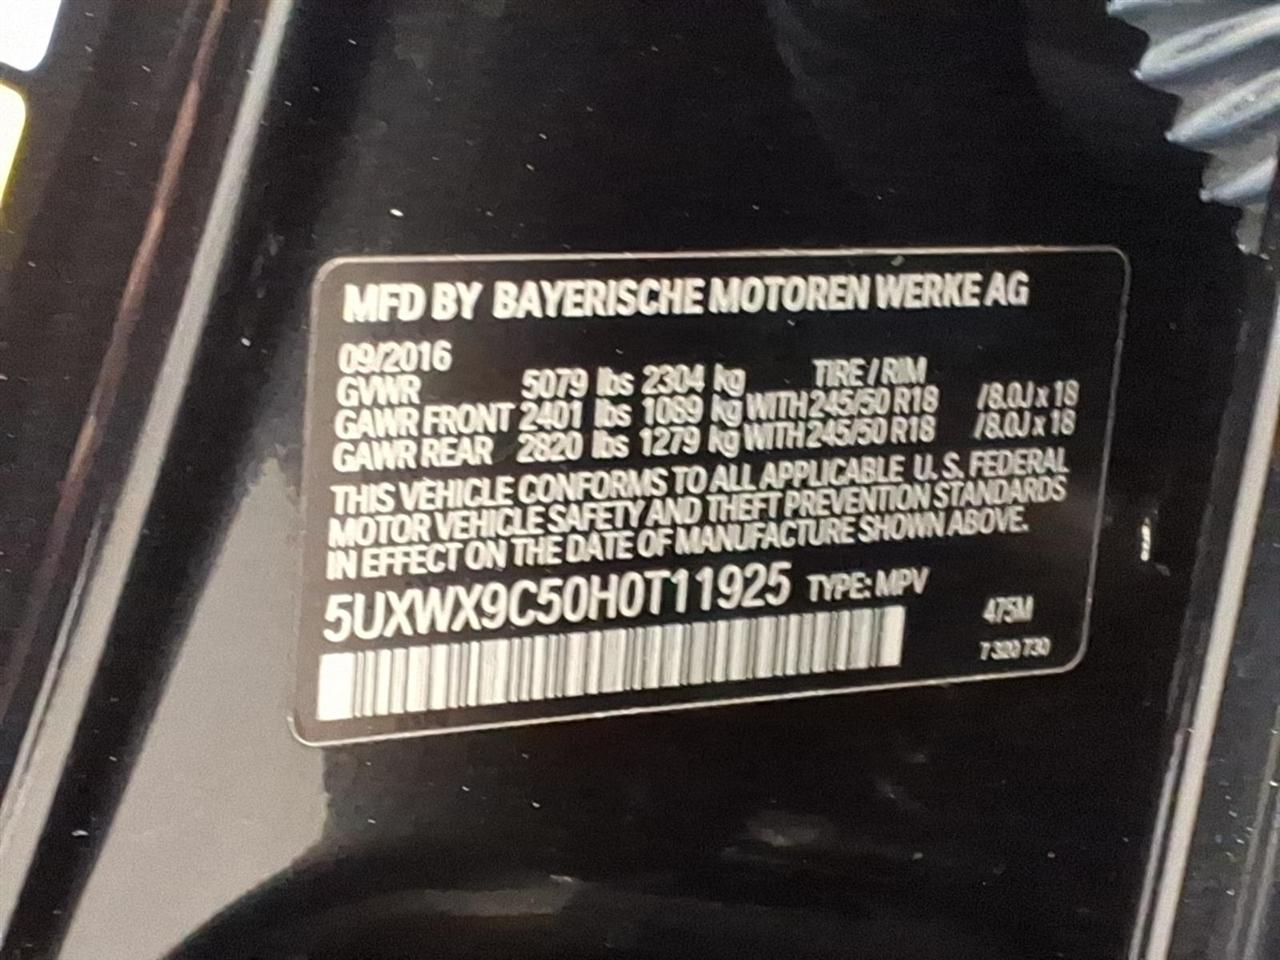 MFD BY BAYERISCHE MOTOREN WERKE AG
09/2016
GVWR 5079 lbs 2304 kg TIRE / RIM
GAWR FRONT 2401 lbs 1089 kg WITH 245/50 R18 /8.0J x 18
GAWR REAR 2820 lbs 1279 kg WITH 245/50 R18 /8.0J x 18
THIS VEHICLE CONFORMS TO ALL APPLICABLE U. S. FEDERAL
MOTOR VEHICLE SAFETY AND THEFT PREVENTION STANDARDS
IN EFFECT ON THE DATE OF MANUFACTURE SHOWN ABOVE.
5UXWX9C50H0T11925 TYPE: MPV
475M
7 320 730